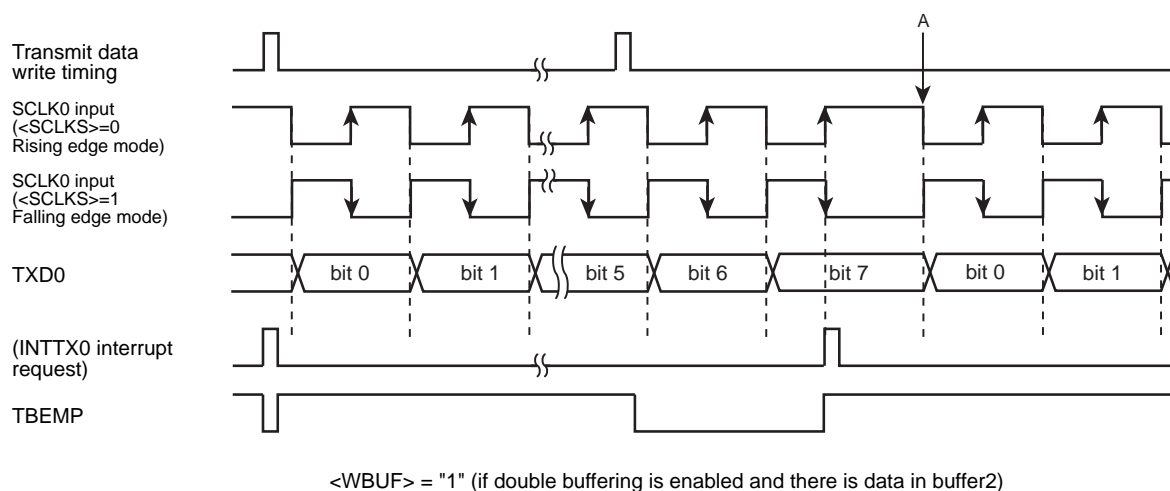 A
Transmit data
write timing
SCLK0 input
(<SCLKS>=0
Rising edge mode)
SCLK0 input
(<SCLKS>=1
Falling edge mode)
TXD0
bit 0
bit 1
bit 5
bit 6
bit 7
bit 0
bit 1
(INTTX0 interrupt
request)
TBEMP
<WBUF> = "1" (if double buffering is enabled and there is data in buffer2)